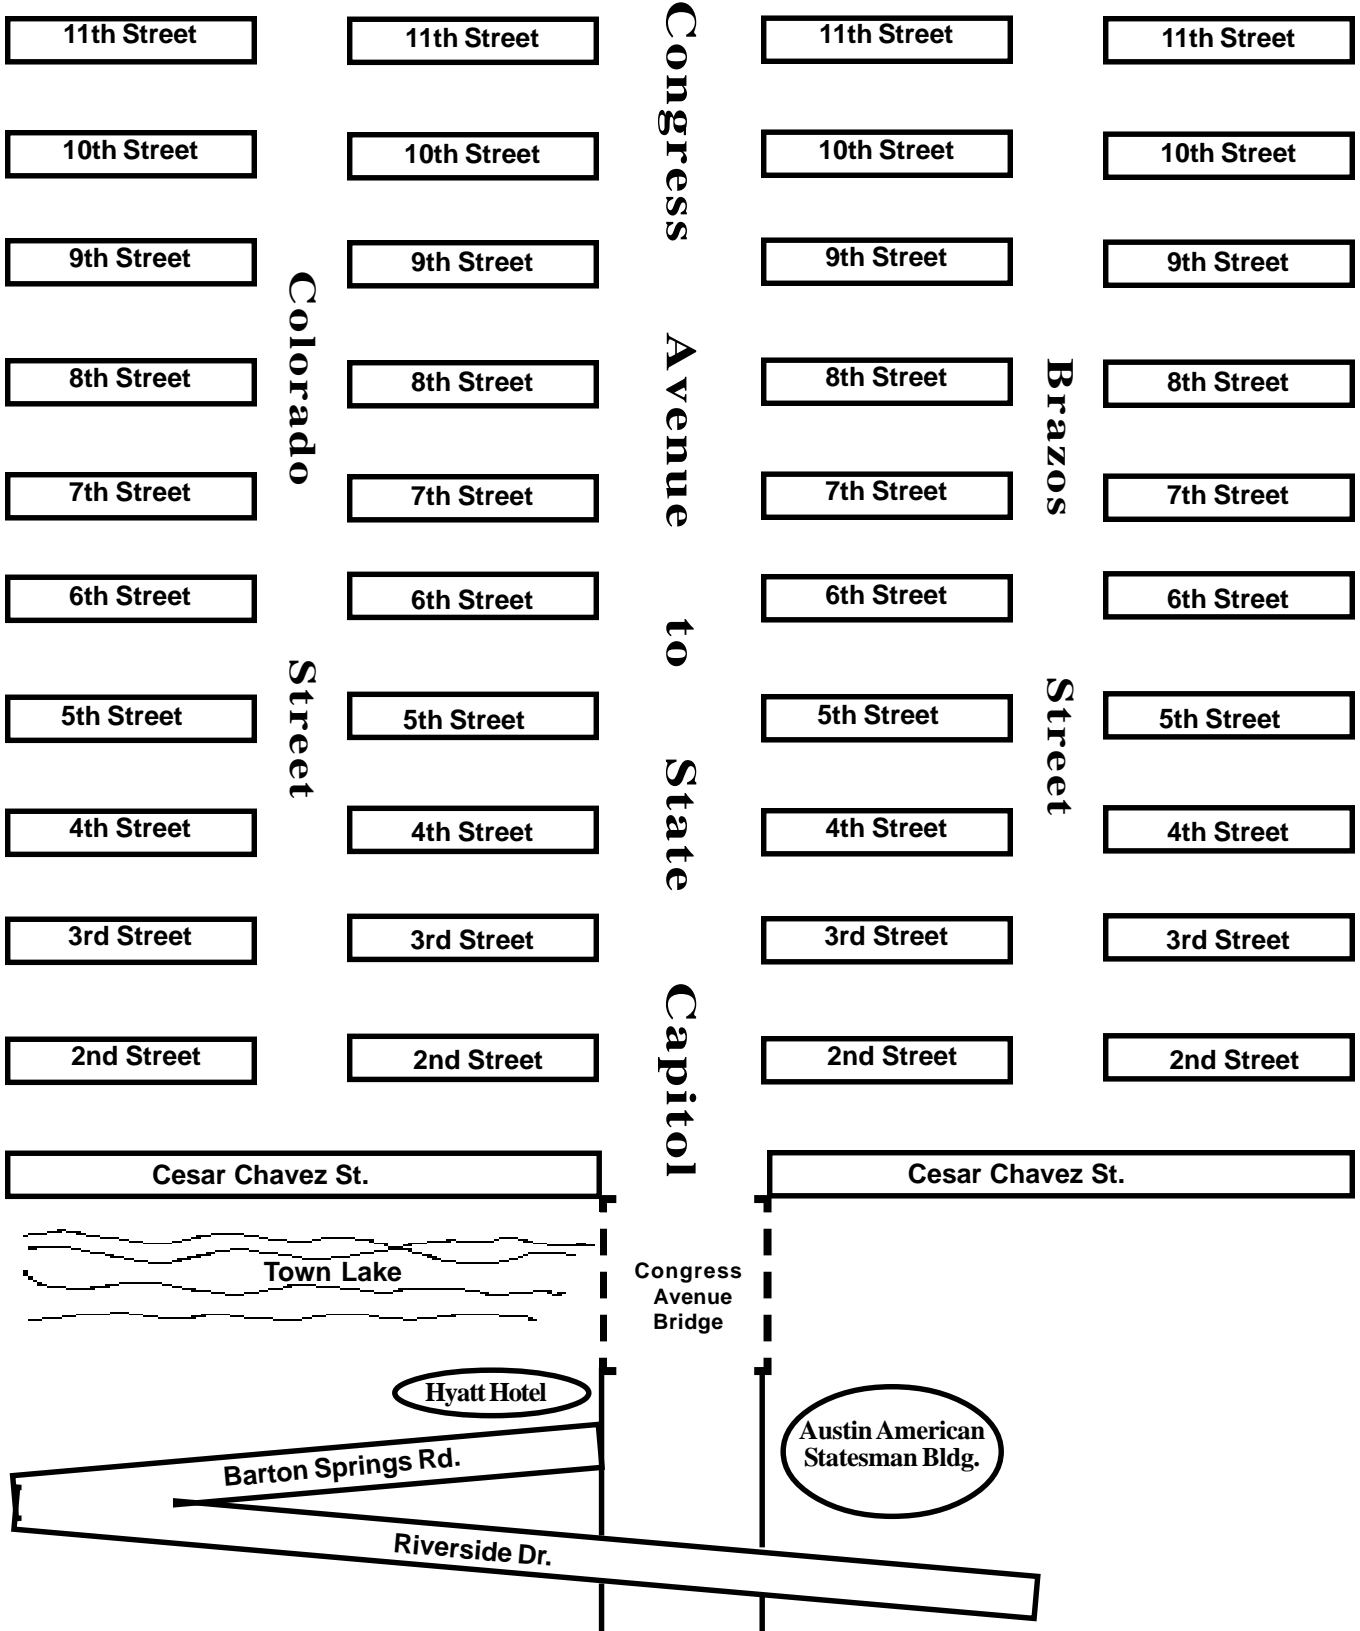 11th Street 11th Street 11th Street 11th Street
10th Street 10th Street 10th Street 10th Street
9th Street 9th Street 9th Street 9th Street
8th Street 8th Street 8th Street 8th Street
7th Street 7th Street 7th Street 7th Street
6th Street 6th Street 6th Street 6th Street
5th Street 5th Street 5th Street 5th Street
4th Street 4th Street 4th Street 4th Street
3rd Street 3rd Street 3rd Street 3rd Street
2nd Street 2nd Street 2nd Street 2nd Street
Colorado Street
Congress Avenue to State Capitol
Brazos Street
Cesar Chavez St. Cesar Chavez St.
Town Lake
Congress
Avenue
Bridge
Hyatt Hotel
Austin American
Statesman Bldg.
Barton Springs Rd.
Riverside Dr.